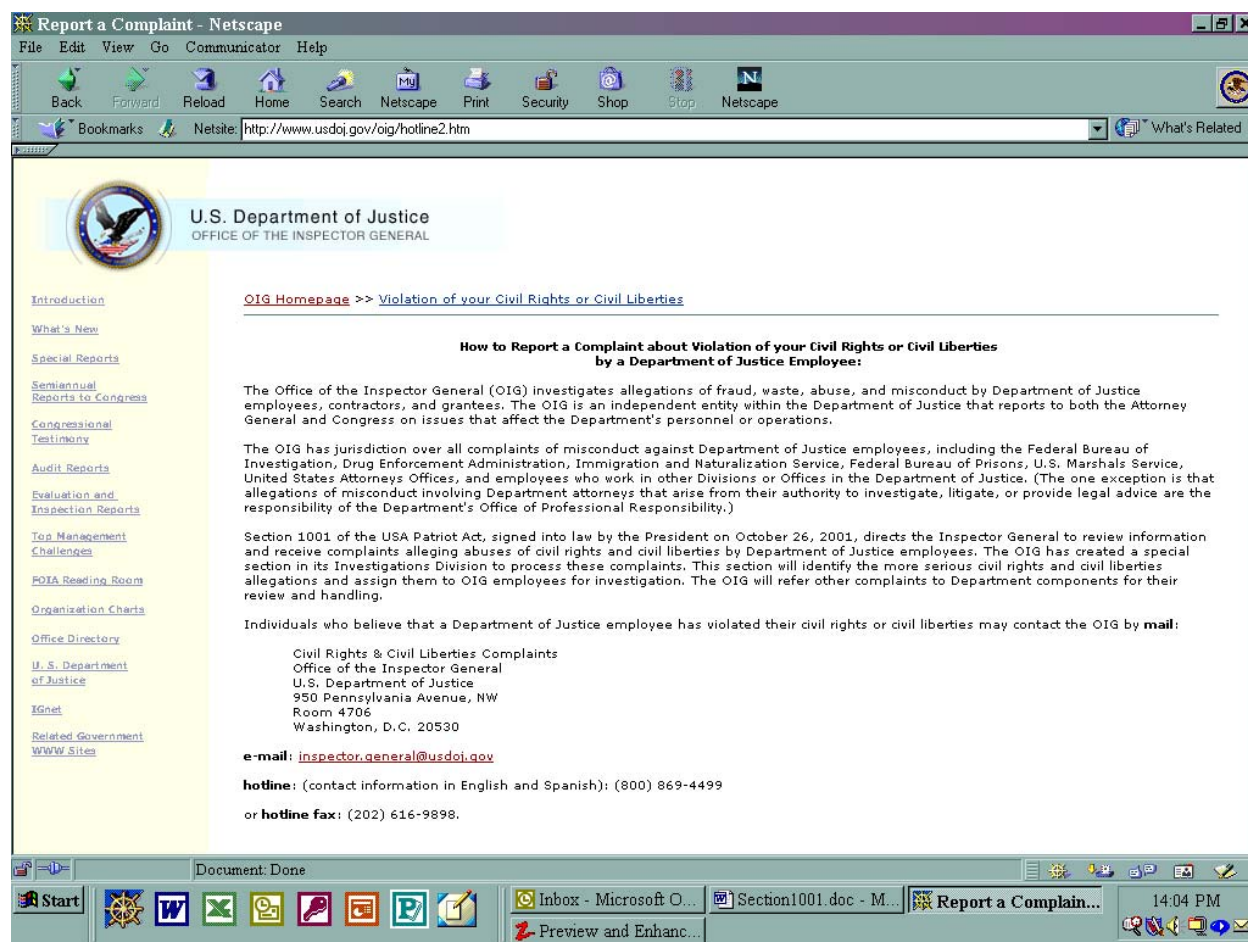 Report a Complaint - Netscape
File Edit View Go Communicator Help
Back Forward Reload Home Search Netscape Print Security Shop Stop Netscape
Bookmarks Netsite: http://www.usdoj.gov/oig/hotline2.htm What's Related
U.S. Department of Justice
OFFICE OF THE INSPECTOR GENERAL
Introduction
What's New
Special Reports
Semiannual
Reports to Congress
Congressional
Testimony
Audit Reports
Evaluation and
Inspection Reports
Top Management
Challenges
FOIA Reading Room
Organization Charts
Office Directory
U. S. Department
of Justice
IGnet
Related Government
WWW Sites
OIG Homepage >> Violation of your Civil Rights or Civil Liberties
How to Report a Complaint about Violation of your Civil Rights or Civil Liberties
by a Department of Justice Employee:
The Office of the Inspector General (OIG) investigates allegations of fraud, waste, abuse, and misconduct by Department of Justice
employees, contractors, and grantees. The OIG is an independent entity within the Department of Justice that reports to both the Attorney
General and Congress on issues that affect the Department's personnel or operations.
The OIG has jurisdiction over all complaints of misconduct against Department of Justice employees, including the Federal Bureau of
Investigation, Drug Enforcement Administration, Immigration and Naturalization Service, Federal Bureau of Prisons, U.S. Marshals Service,
United States Attorneys Offices, and employees who work in other Divisions or Offices in the Department of Justice. (The one exception is that
allegations of misconduct involving Department attorneys that arise from their authority to investigate, litigate, or provide legal advice are the
responsibility of the Department's Office of Professional Responsibility.)
Section 1001 of the USA Patriot Act, signed into law by the President on October 26, 2001, directs the Inspector General to review information
and receive complaints alleging abuses of civil rights and civil liberties by Department of Justice employees. The OIG has created a special
section in its Investigations Division to process these complaints. This section will identify the more serious civil rights and civil liberties
allegations and assign them to OIG employees for investigation. The OIG will refer other complaints to Department components for their
review and handling.
Individuals who believe that a Department of Justice employee has violated their civil rights or civil liberties may contact the OIG by mail:
Civil Rights & Civil Liberties Complaints
Office of the Inspector General
U.S. Department of Justice
950 Pennsylvania Avenue, NW
Room 4706
Washington, D.C. 20530
e-mail: inspector.general@usdoj.gov
hotline: (contact information in English and Spanish): (800) 869-4499
or hotline fax: (202) 616-9898.
Document: Done
Start Inbox - Microsoft O... Section1001.doc - M... Report a Complain... 14:04 PM
Preview and Enhanc...